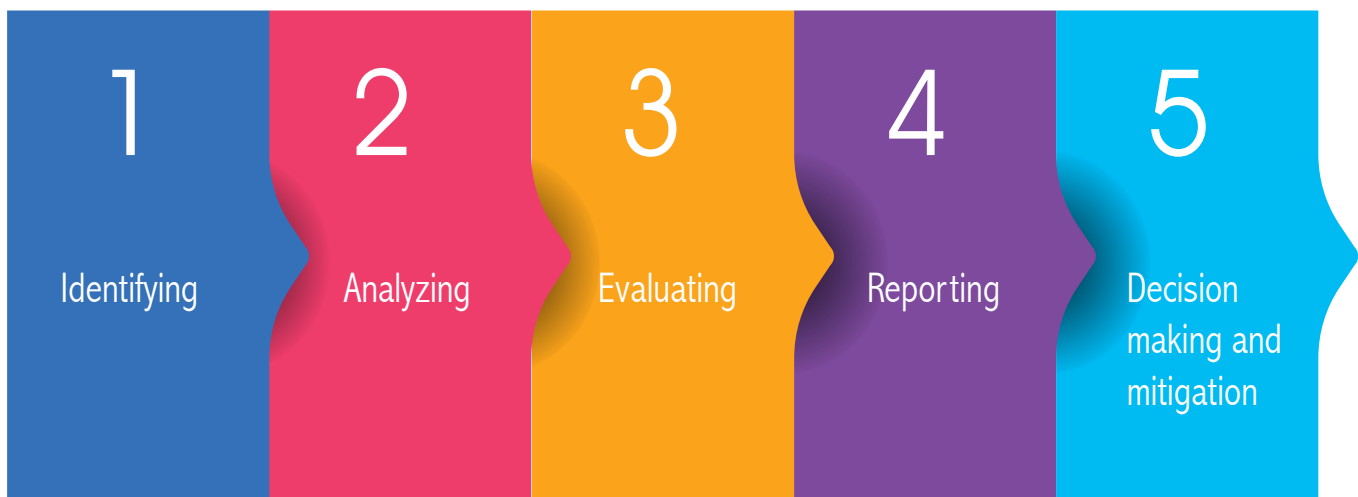 1
Identifying
2
Analyzing
3
Evaluating
4
Reporting
5
Decision
making and
mitigation